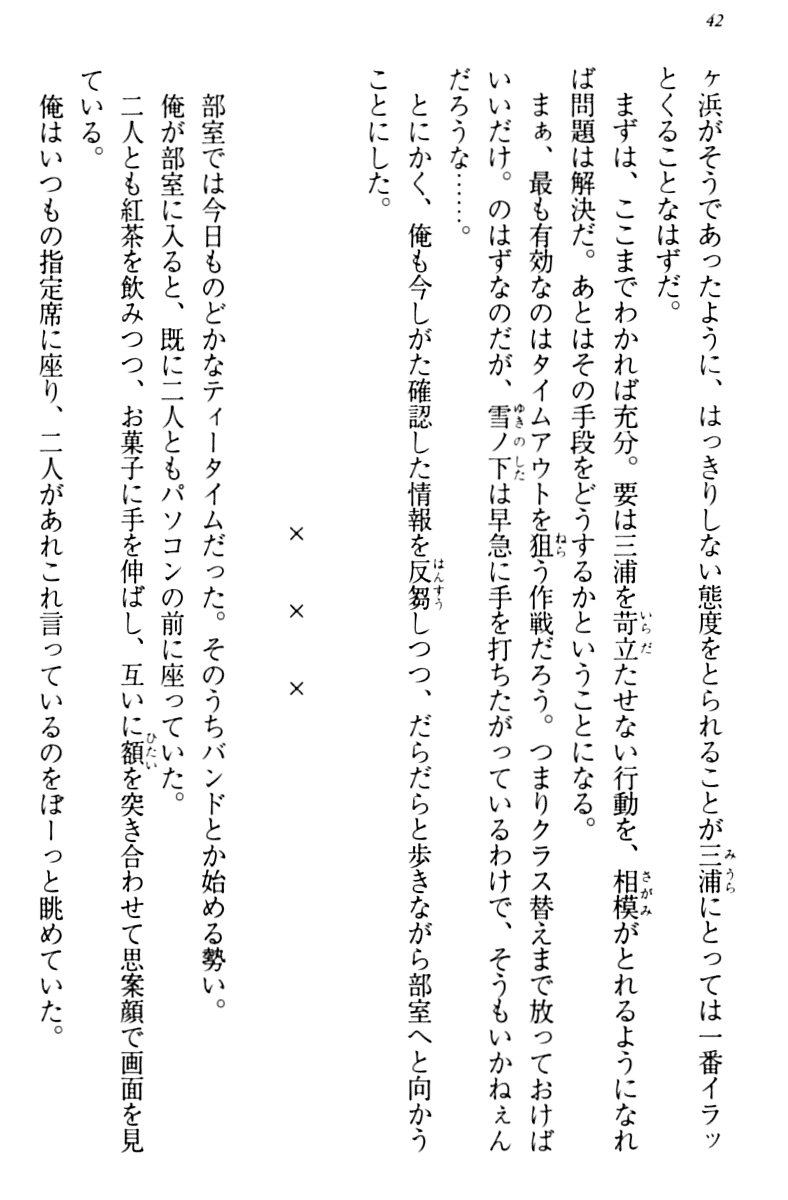 42
ヶ浜がそうであったように、はっきりしない態度をとられることが三浦にとっては一番イラッ
とくることなはずだ。
まずは、ここまでわかれば充分。要は三浦を苛立たせない行動を、相模がとれるようになれ
ば問題は解決だ。あとはその手段をどうするかということになる。
まぁ、最も有効なのはタイムアウトを狙う作戦だろう。つまりクラス替えまで放っておけば
いいだけ。のはずなのだが、雪ノ下は早急に手を打ちたがっているわけで、そうもいかねぇん
だろうな……。
とにかく、俺も今しがた確認した情報を反芻しつつ、だらだらと歩きながら部室へと向かう
ことにした。
× × ×
部室では今日ものどかなティータイムだった。そのうちバンドとか始める勢い。
俺が部室に入ると、既に二人ともパソコンの前に座っていた。
二人とも紅茶を飲みつつ、お菓子に手を伸ばし、互いに額を突き合わせて思案顔で画面を見
ている。
俺はいつもの指定席に座り、二人があれこれ言っているのをぼーっと眺めていた。